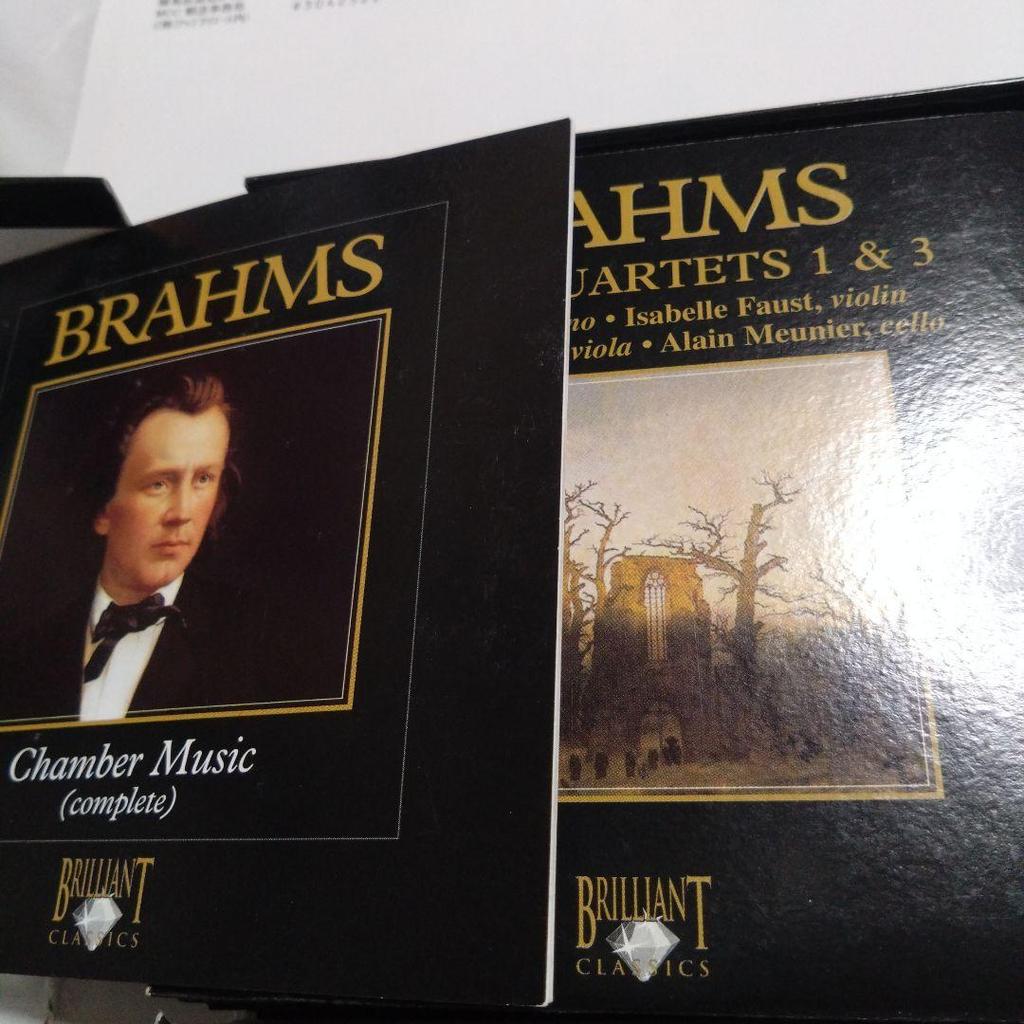 BRAHMS
Chamber Music
(complete)
BRILLIANT
CLASSICS
AHMS
UARTETS 1 & 3
no • Isabelle Faust, violin
viola • Alain Meunier, cello
BRILLIANT
CLASSICS